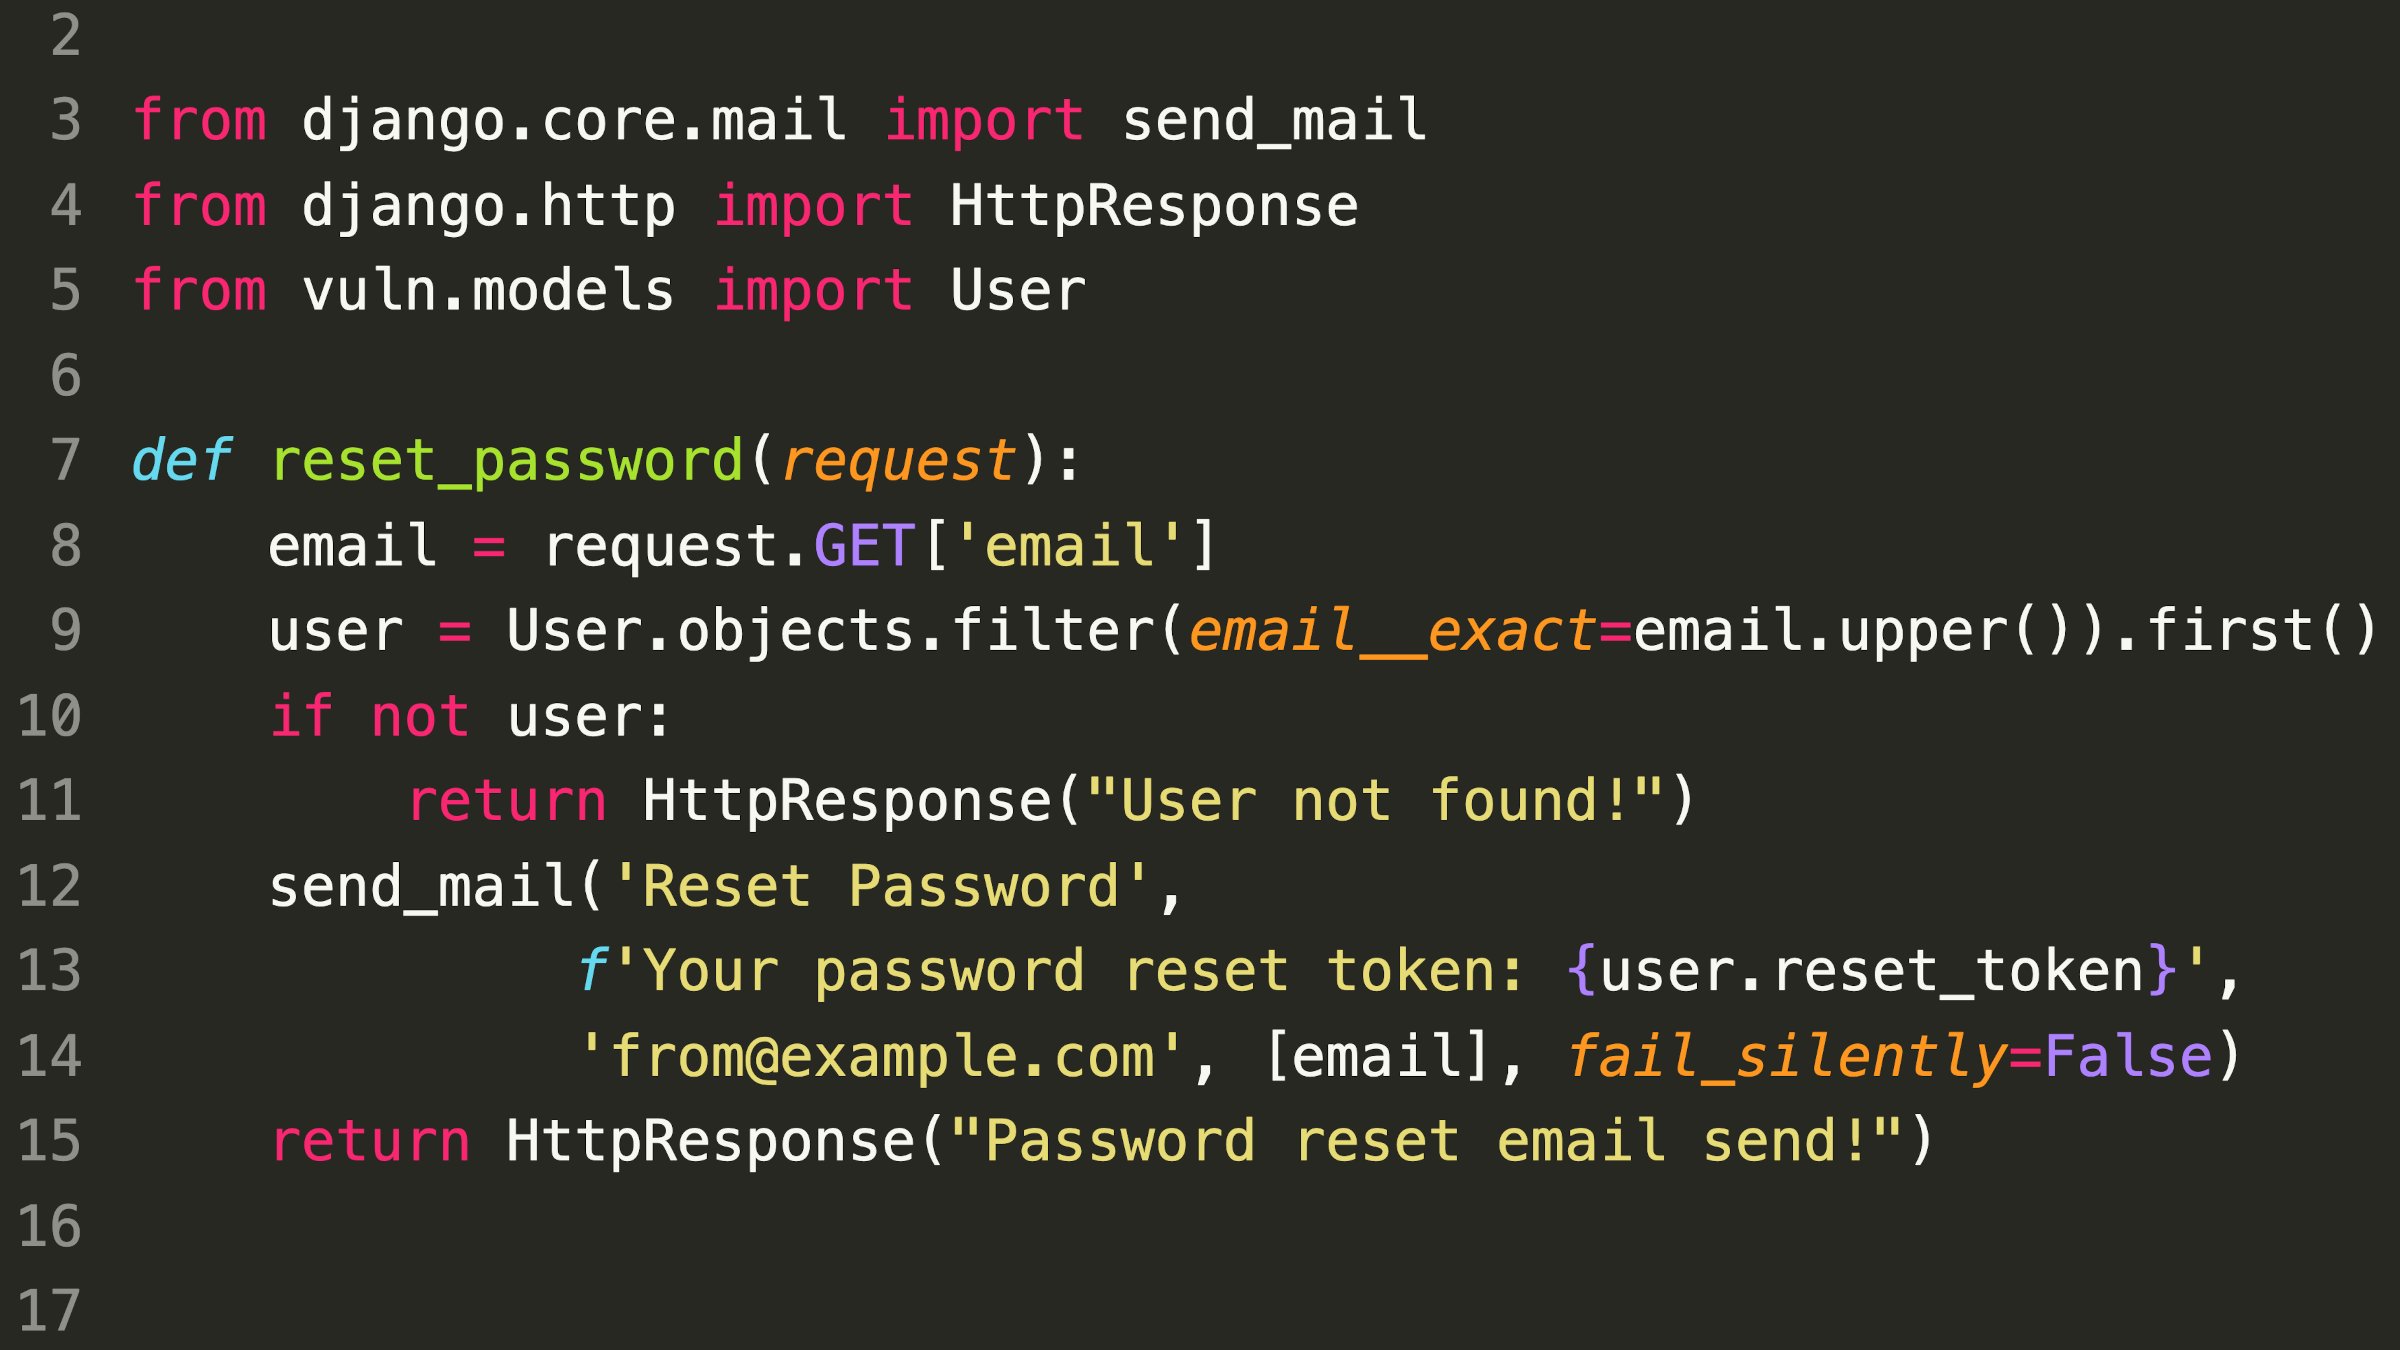 2
3 from django.core.mail import send_mail
4 from django.http import HttpResponse
5 from vuln.models import User
6
7 def reset_password(request):
8     email = request.GET['email']
9     user = User.objects.filter(email__exact=email.upper()).first()
10     if not user:
11         return HttpResponse("User not found!")
12     send_mail('Reset Password',
13              f'Your password reset token: {user.reset_token}',
14              'from@example.com', [email], fail_silently=False)
15     return HttpResponse("Password reset email send!")
16
17